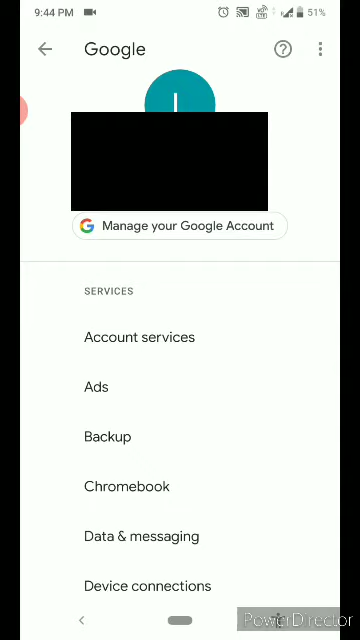 9:44 PM 51%
Google
Manage your Google Account
SERVICES
Account services
Ads
Backup
Chromebook
Data & messaging
Device connections
PowerDirector